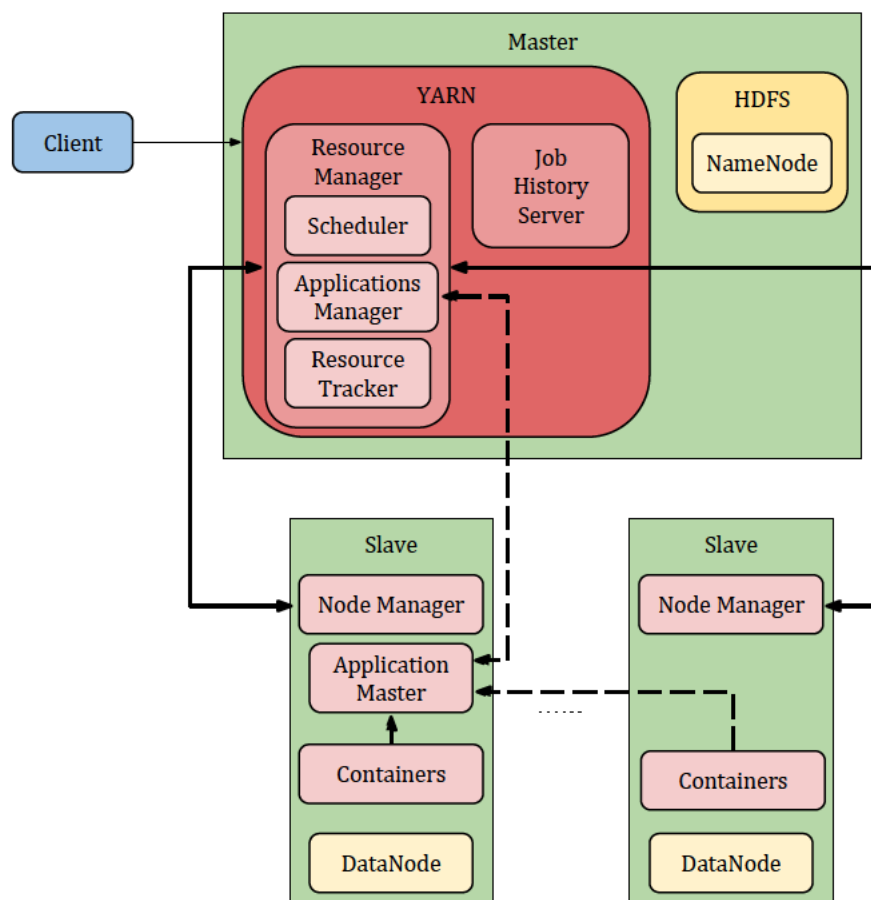 Master
YARN
HDFS
Client
Resource
Manager
Job
History
Server
NameNode
Scheduler
Applications
Manager
Resource
Tracker
Slave
Node Manager
Application
Master
Containers
DataNode
......
Slave
Node Manager
Containers
DataNode